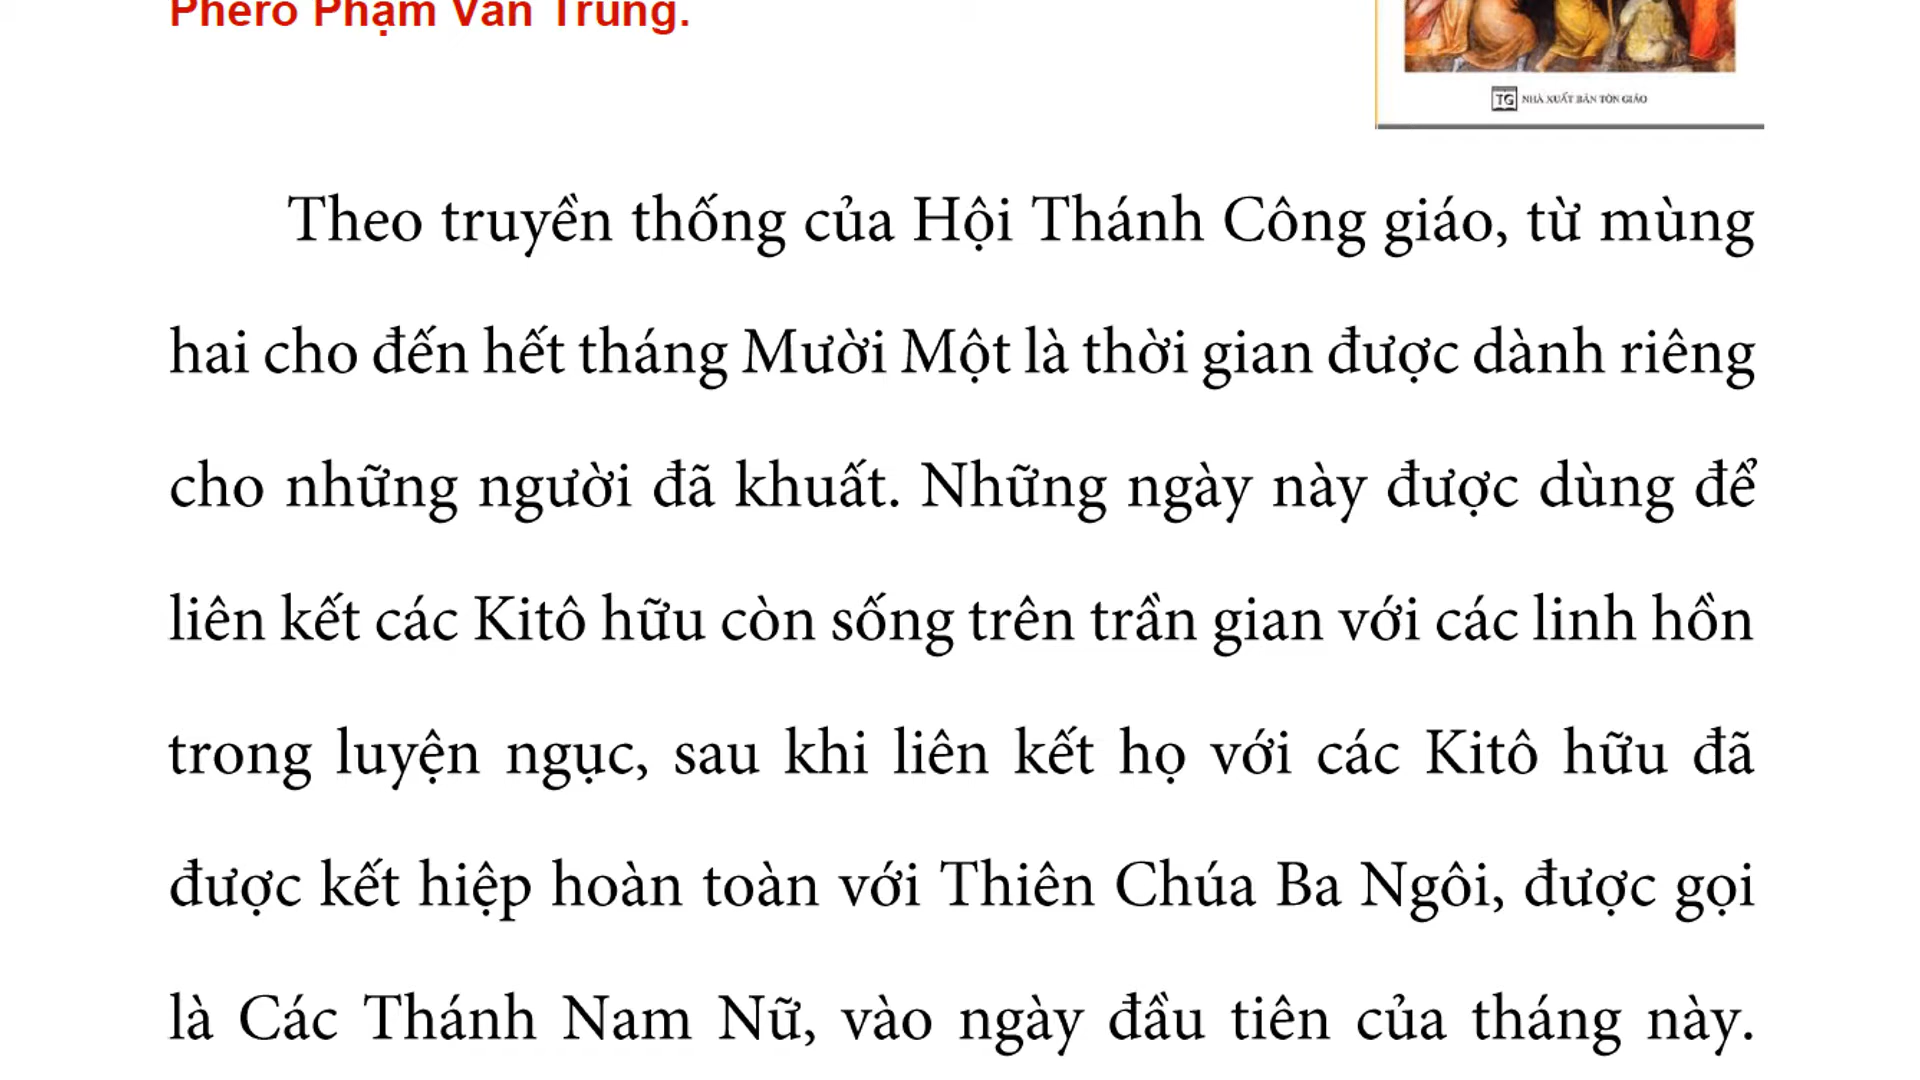 Phêrô Phạm Văn Trung.
TG NHÀ XUẤT BẢN TÔN GIÁO
Theo truyền thống của Hội Thánh Công giáo, từ mùng
hai cho đến hết tháng Mười Một là thời gian được dành riêng
cho những người đã khuất. Những ngày này được dùng để
liên kết các Kitô hữu còn sống trên trần gian với các linh hồn
trong luyện ngục, sau khi liên kết họ với các Kitô hữu đã
được kết hiệp hoàn toàn với Thiên Chúa Ba Ngôi, được gọi
là Các Thánh Nam Nữ, vào ngày đầu tiên của tháng này.